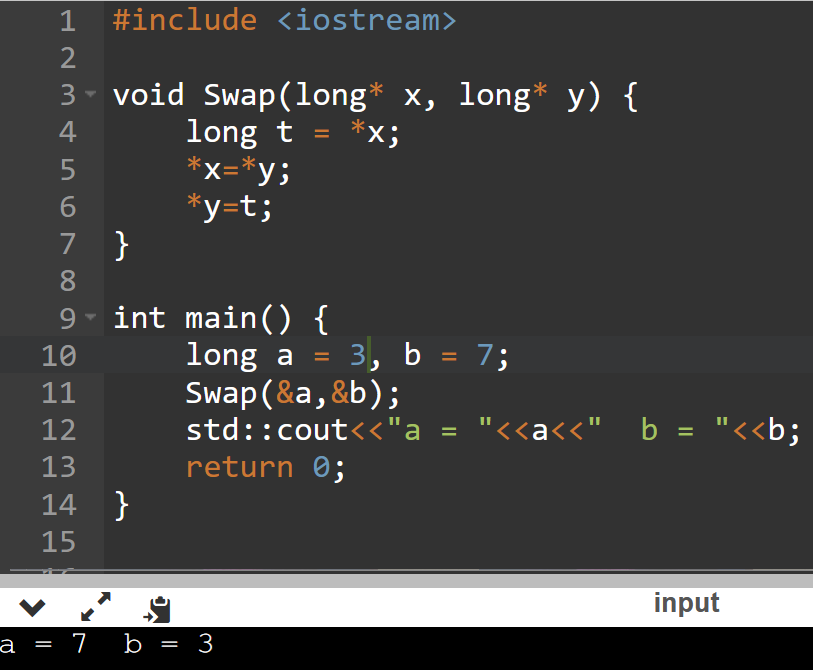 1 #include <iostream>
2
3 void Swap(long* x, long* y) {
4     long t = *x;
5     *x=*y;
6     *y=t;
7 }
8
9 int main() {
10     long a = 3, b = 7;
11     Swap(&a,&b);
12     std::cout<<"a = "<<a<<"  b = "<<b;
13     return 0;
14 }
15
input
a = 7  b = 3